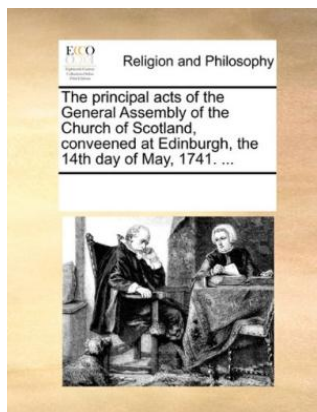 ECCO
Religion and Philosophy
The principal acts of the
General Assembly of the
Church of Scotland,
conveened at Edinburgh, the
14th day of May, 1741. ...